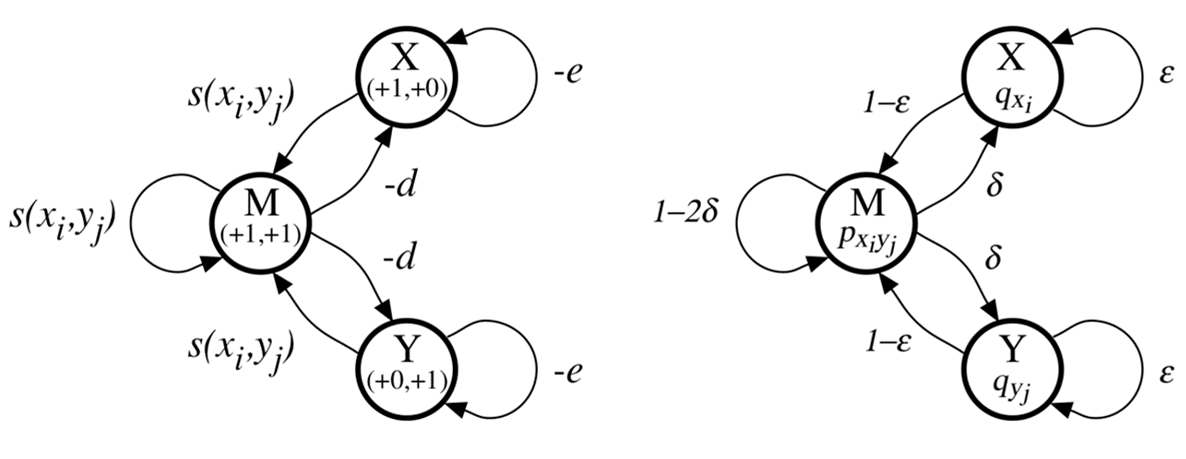 X
(+1,+0)
-e
s(xᵢ,yⱼ)
-d
M
(+1,+1)
s(xᵢ,yⱼ)
-d
s(xᵢ,yⱼ)
Y
(+0,+1)
-e
X
qₓᵢ
ε
1–ε
δ
M
pₓᵢyⱼ
1–2δ
δ
1–ε
Y
qyⱼ
ε